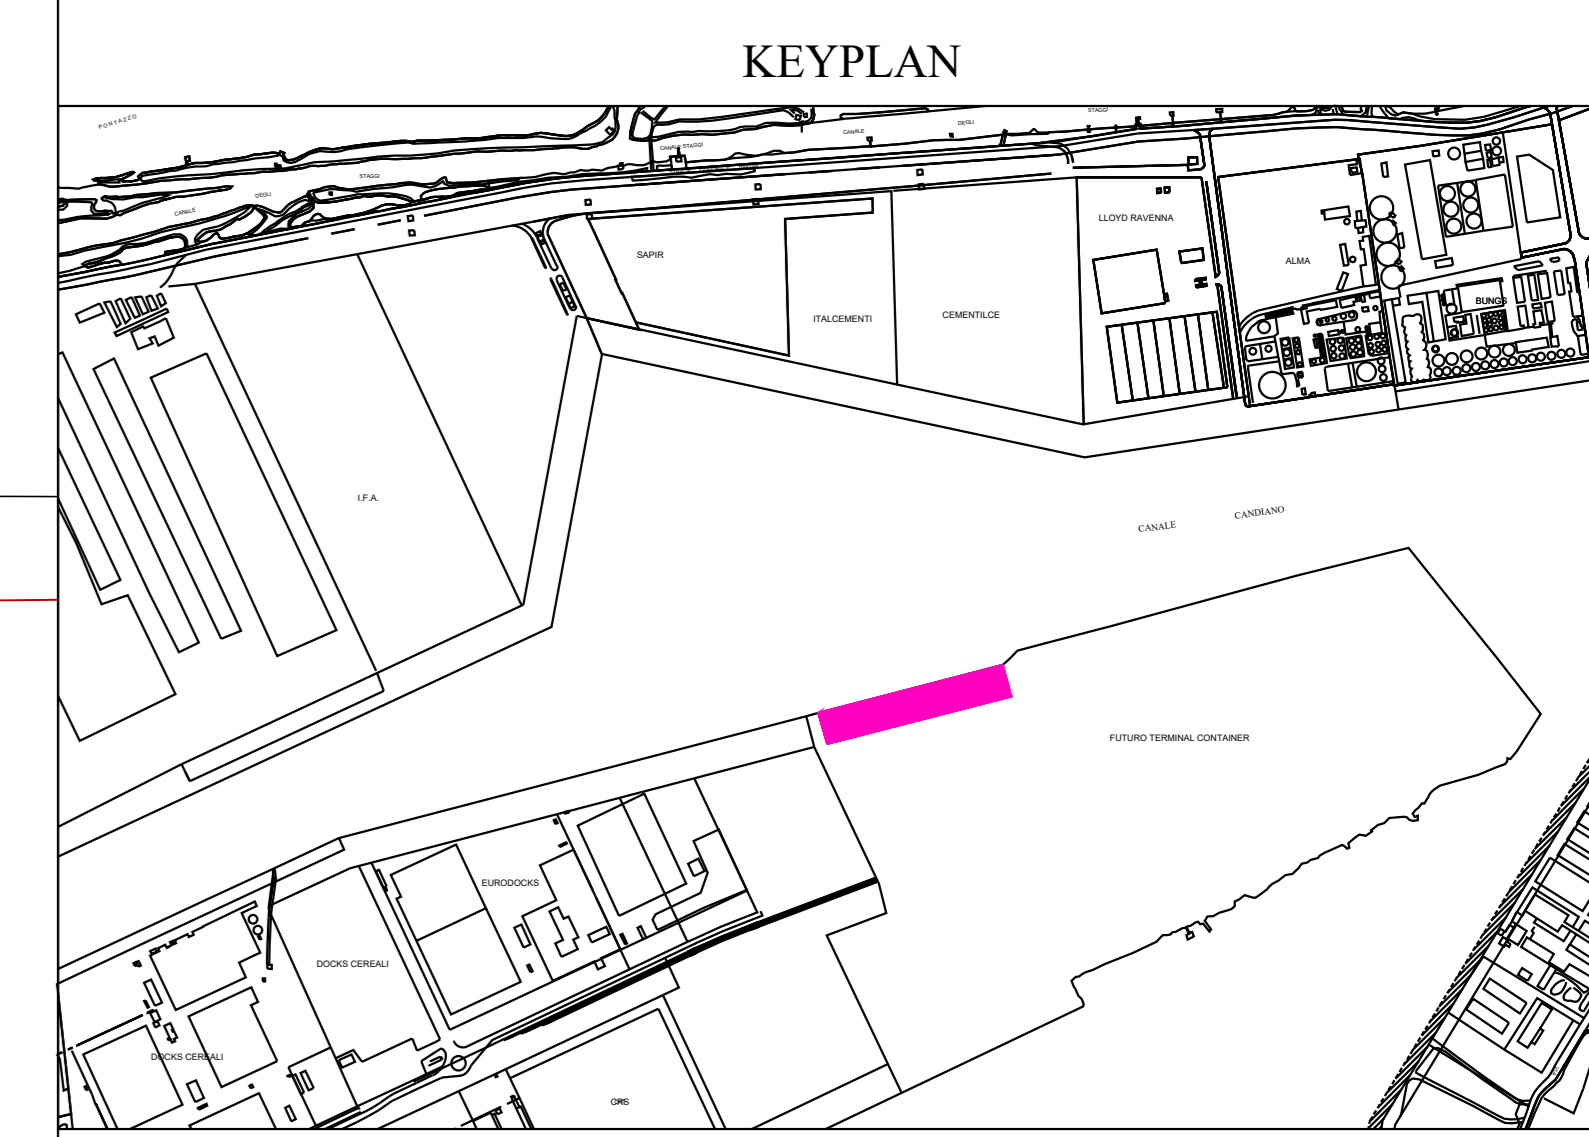 KEYPLAN
PONTAZZO
STAGGI
CANALE
DEGLI
CANALE STAGGI
STAGGI
DEGLI
CANALE
LLOYD RAVENNA
SAPIR
ALMA
BUNGE
ITALCEMENTI
CEMENTILCE
I.F.A.
CANALE
CANDIANO
FUTURO TERMINAL CONTAINER
EURODOCKS
DOCKS CEREALI
DOCKS CEREALI